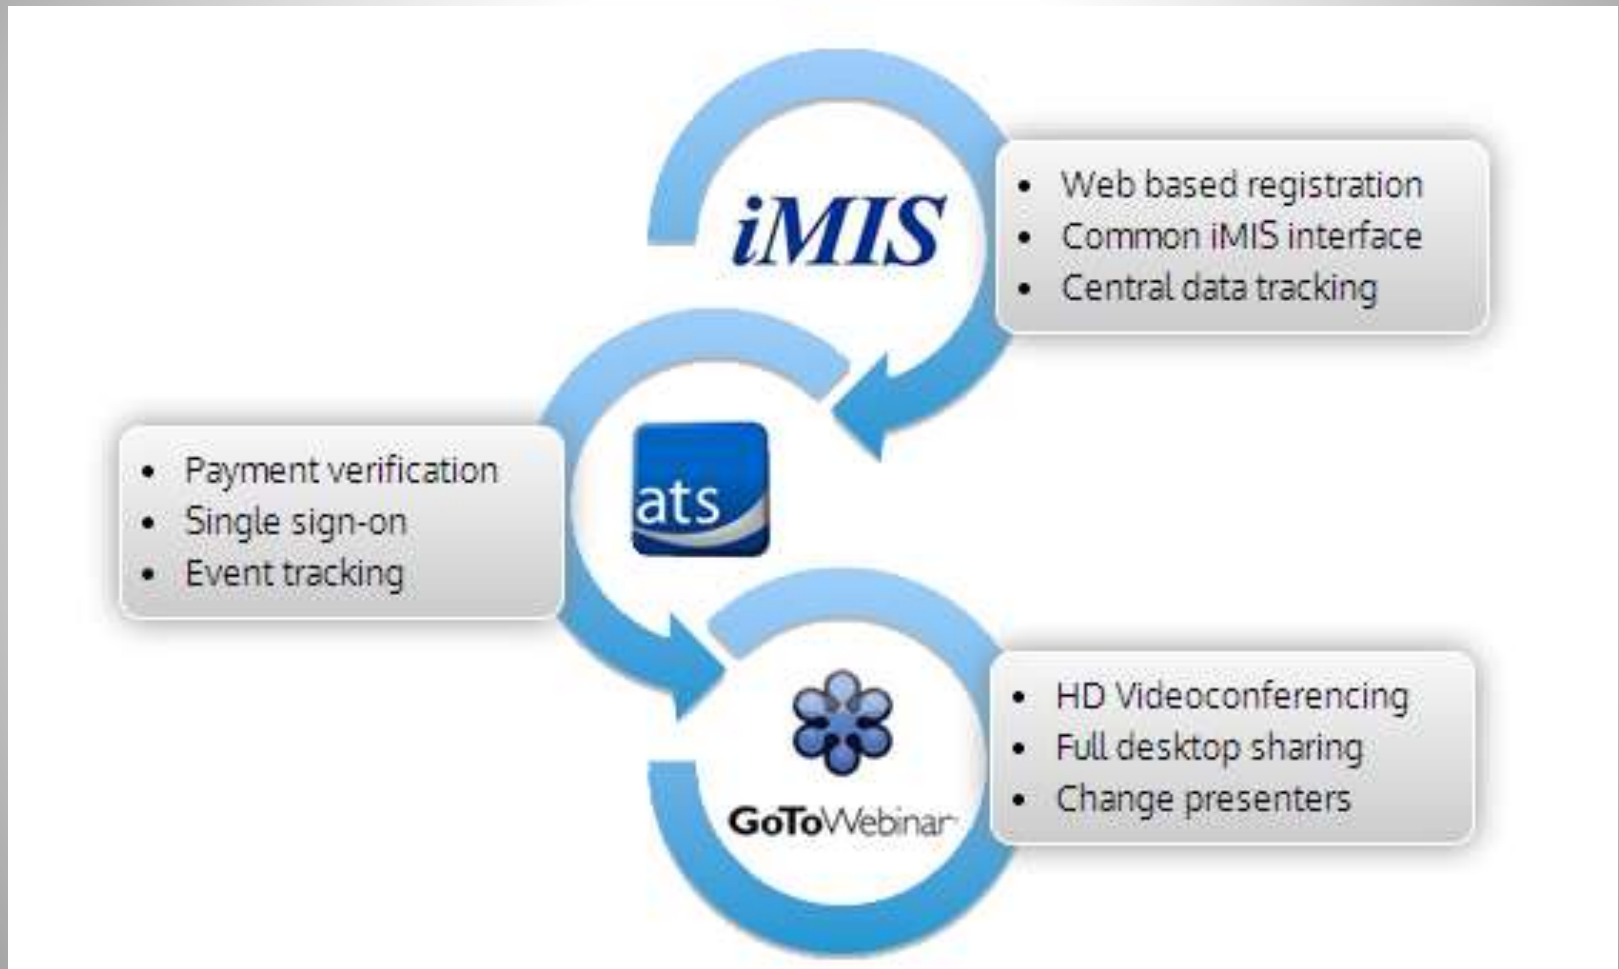 iMIS
• Web based registration
• Common iMIS interface
• Central data tracking
ats
• Payment verification
• Single sign-on
• Event tracking
GoToWebinar
• HD Videoconferencing
• Full desktop sharing
• Change presenters